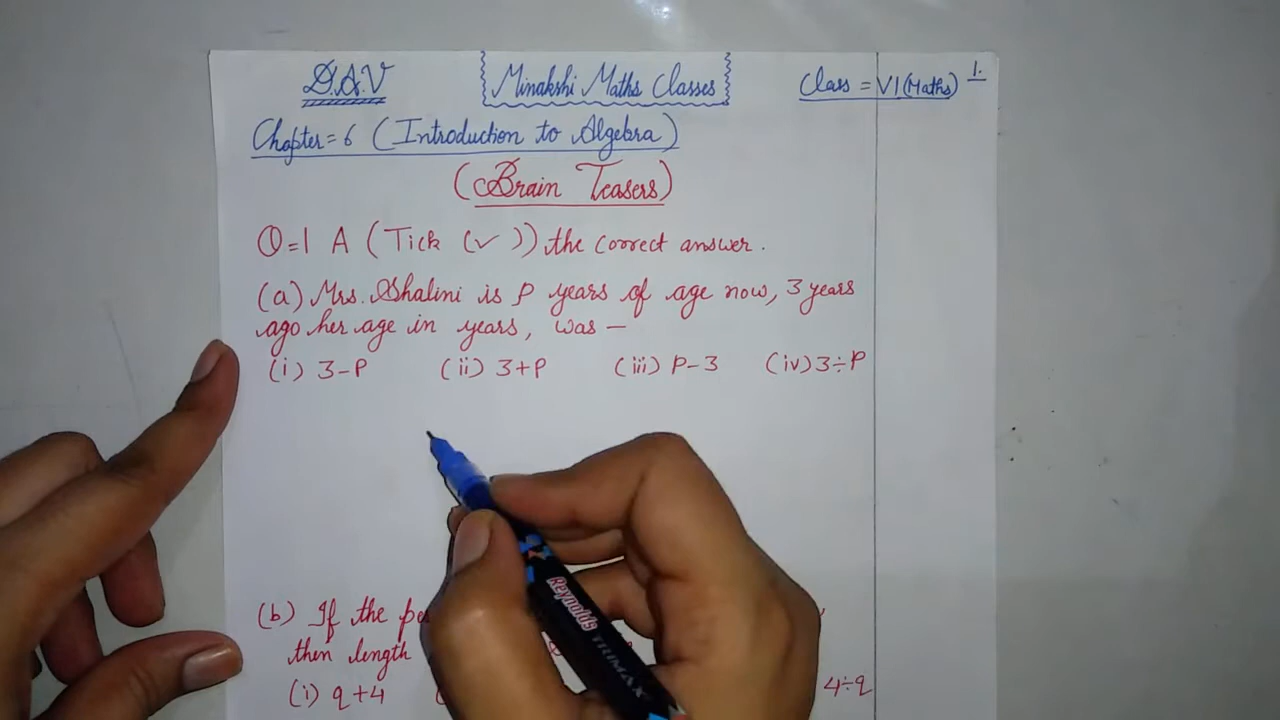 D.A.V
Minakshi Maths Classes
Class = VI (Maths)
1.
Chapter = 6 (Introduction to Algebra)
(Brain Teasers)
Q=1 A (Tick (✓)) the correct answer.
(a) Mrs. Shalini is P years of age now, 3 years
ago her age in years, was —
(i) 3-P (ii) 3+P (iii) P-3 (iv) 3÷P
(b) If the
then length
(i) q+4 4÷q
Reynolds TRIMAX